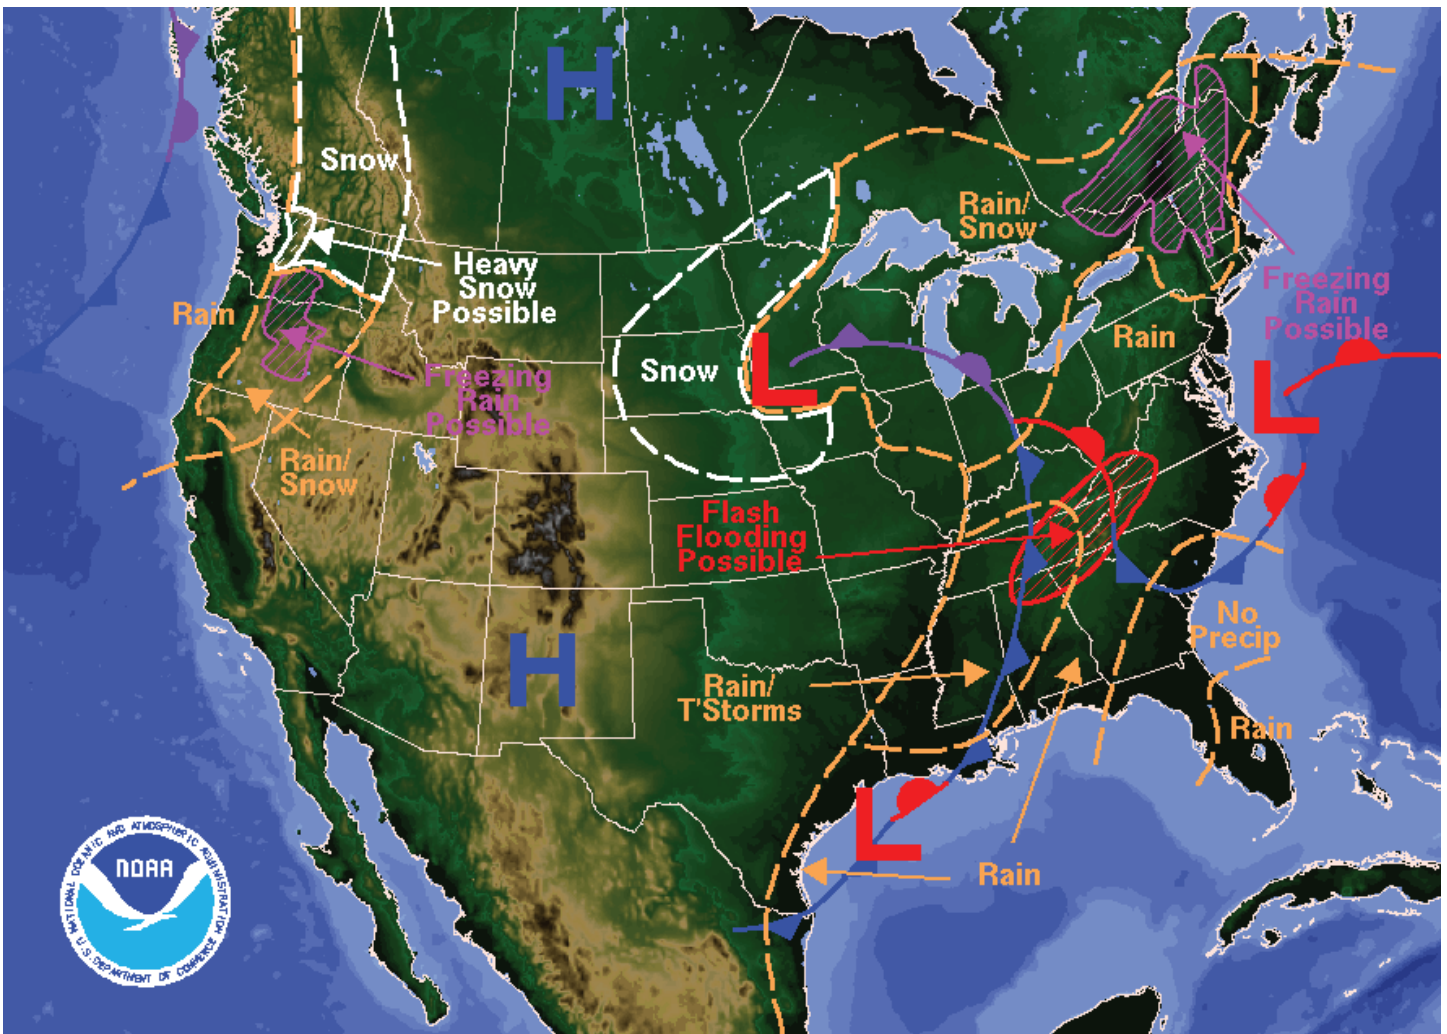 H
Snow
Heavy
Snow
Possible
Rain
Freezing
Rain
Possible
Rain/
Snow
Snow
L
Rain/
Snow
Freezing
Rain
Possible
Rain
L
Flash
Flooding
Possible
No
Precip
H
Rain/
T'Storms
Rain
L
Rain
NOAA
NATIONAL OCEANIC AND ATMOSPHERIC ADMINISTRATION
U.S. DEPARTMENT OF COMMERCE